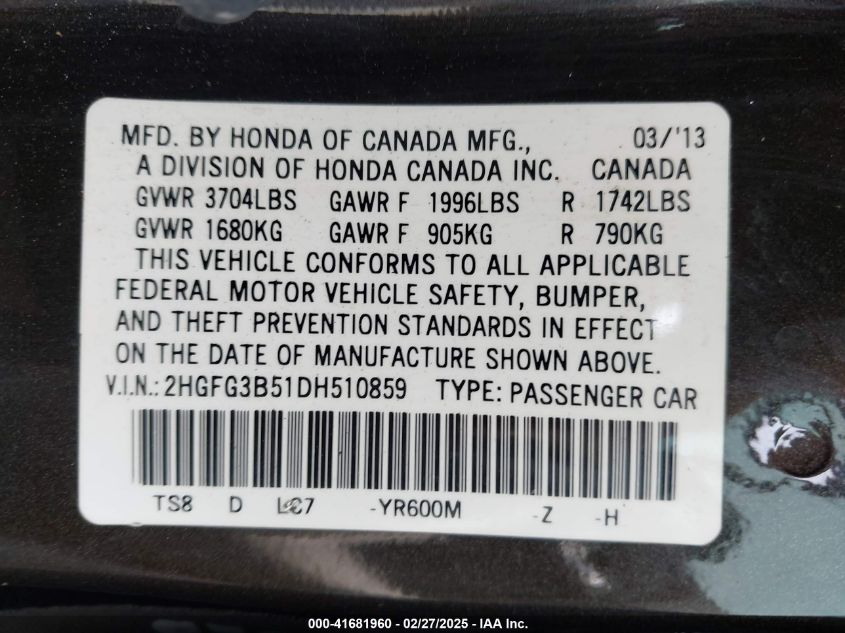 MFD. BY HONDA OF CANADA MFG., 03/'13
A DIVISION OF HONDA CANADA INC. CANADA
GVWR 3704LBS GAWR F 1996LBS R 1742LBS
GVWR 1680KG GAWR F 905KG R 790KG
THIS VEHICLE CONFORMS TO ALL APPLICABLE
FEDERAL MOTOR VEHICLE SAFETY, BUMPER,
AND THEFT PREVENTION STANDARDS IN EFFECT
ON THE DATE OF MANUFACTURE SHOWN ABOVE.
V.I.N.: 2HGFG3B51DH510859 TYPE: PASSENGER CAR
TS8 D -YR600M -Z -H
000-41681960 - 02/27/2025 - IAA Inc.